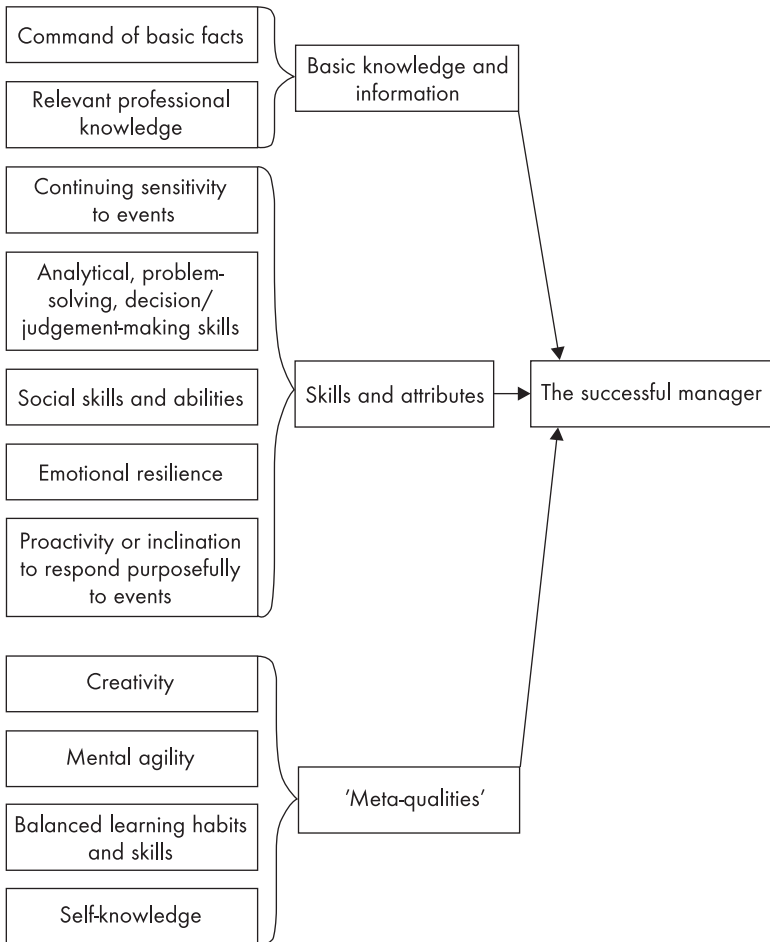 Command of basic facts
Relevant professional
knowledge
Basic knowledge and
information
Continuing sensitivity
to events
Analytical, problem-
solving, decision/
judgement-making skills
Social skills and abilities
Emotional resilience
Proactivity or inclination
to respond purposefully
to events
Skills and attributes
The successful manager
Creativity
Mental agility
Balanced learning habits
and skills
Self-knowledge
'Meta-qualities'